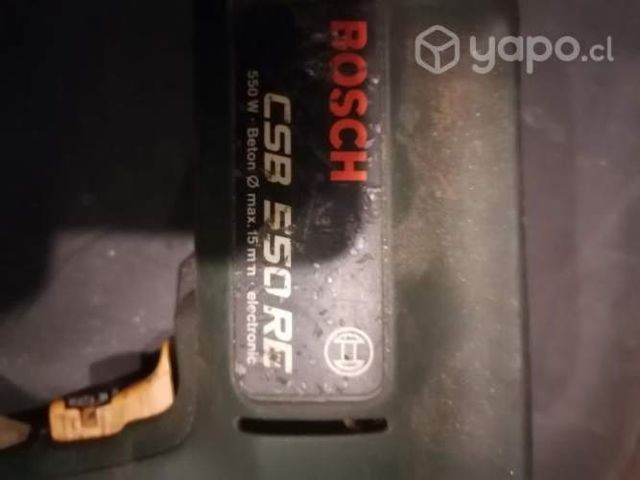 yapo.cl
BOSCH
CSB 550 RE
550 W · Beton Ø max. 15 mm · electronic